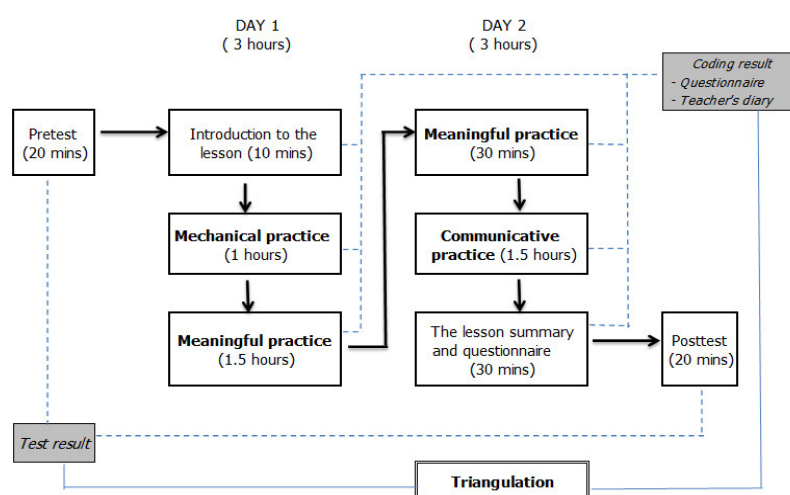 DAY 1
( 3 hours)
DAY 2
( 3 hours)
Coding result
- Questionnaire
- Teacher's diary
Pretest
(20 mins)
Introduction to the
lesson (10 mins)
Meaningful practice
(30 mins)
Mechanical practice
(1 hours)
Communicative
practice (1.5 hours)
Meaningful practice
(1.5 hours)
The lesson summary
and questionnaire
(30 mins)
Posttest
(20 mins)
Test result
Triangulation